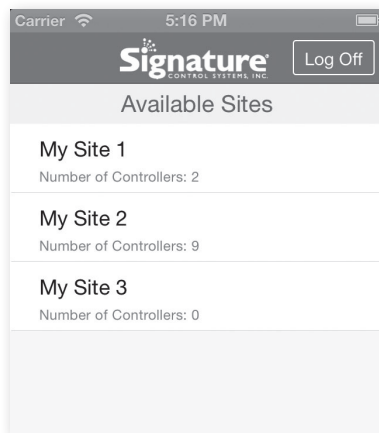 Carrier 5:16 PM
Signature
CONTROL SYSTEMS, INC.
Log Off
Available Sites
My Site 1
Number of Controllers: 2
My Site 2
Number of Controllers: 9
My Site 3
Number of Controllers: 0